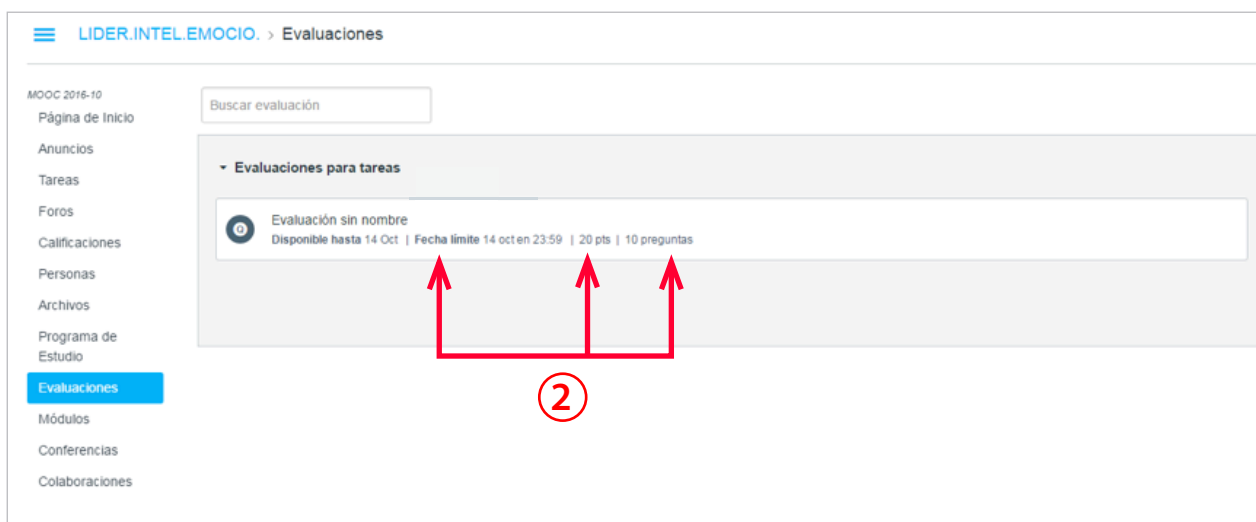 LIDER.INTEL.EMOCIO. > Evaluaciones
MOOC 2016-10
Página de Inicio
Anuncios
Tareas
Foros
Calificaciones
Personas
Archivos
Programa de
Estudio
Evaluaciones
Módulos
Conferencias
Colaboraciones
Buscar evaluación
Evaluaciones para tareas
Q
Evaluación sin nombre
Disponible hasta 14 Oct | Fecha límite 14 oct en 23:59 | 20 pts | 10 preguntas
2